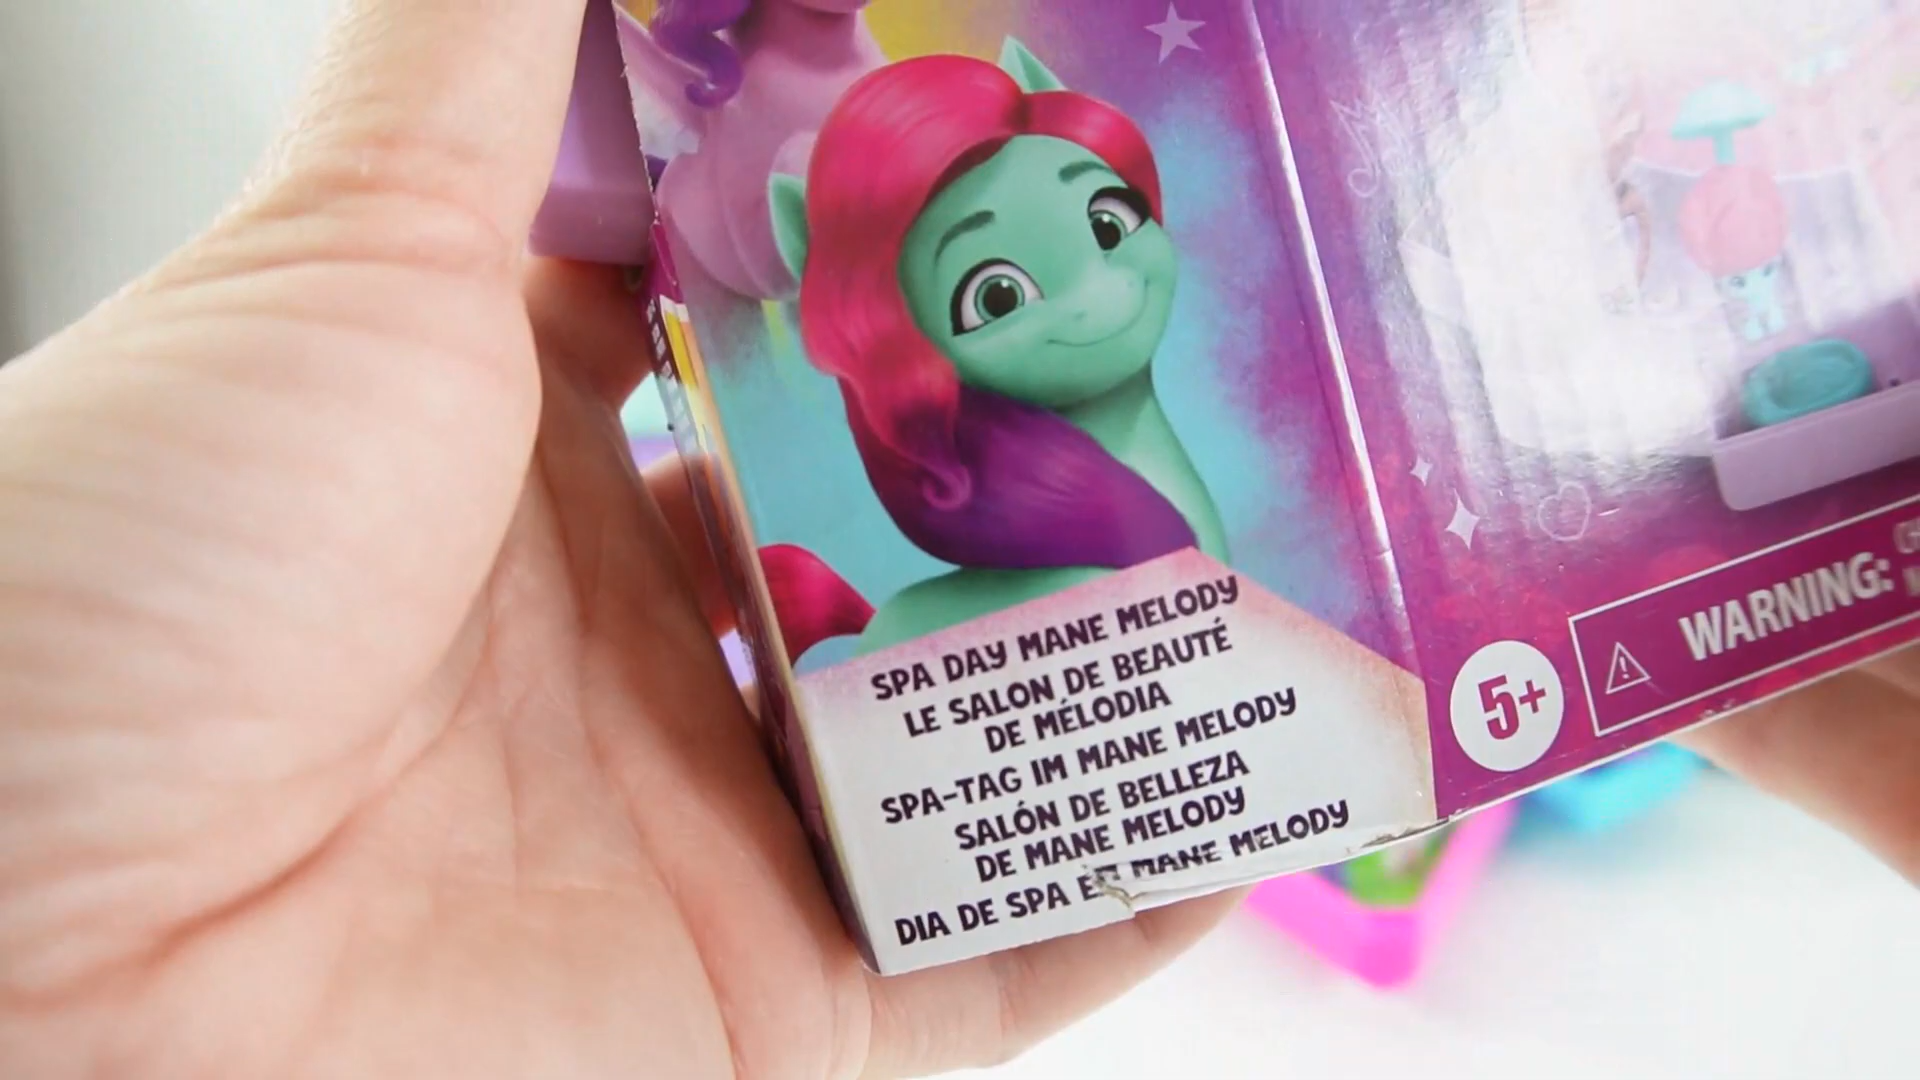 SPA DAY MANE MELODY
LE SALON DE BEAUTÉ
DE MÉLODIA
SPA-TAG IM MANE MELODY
SALÓN DE BELLEZA
DE MANE MELODY
DIA DE SPA EM MANE MELODY
5+
WARNING: